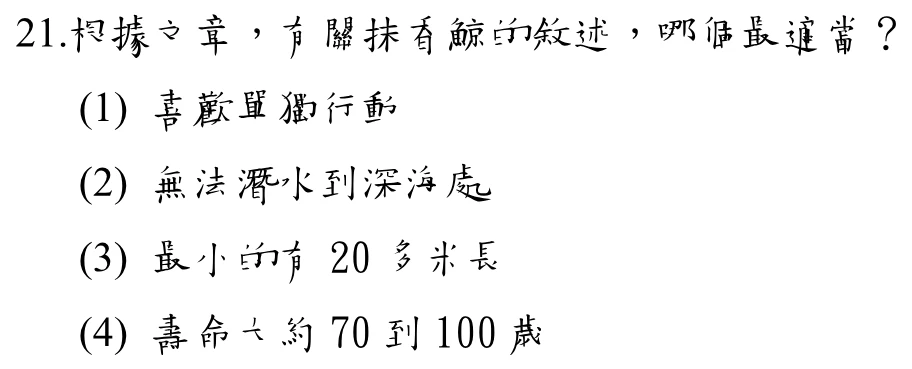 21.根據文章，有關抹香鯨的敘述，哪個最適當？
(1) 喜歡單獨行動
(2) 無法潛水到深海處
(3) 最小的有 20 多米長
(4) 壽命大約 70 到 100 歲